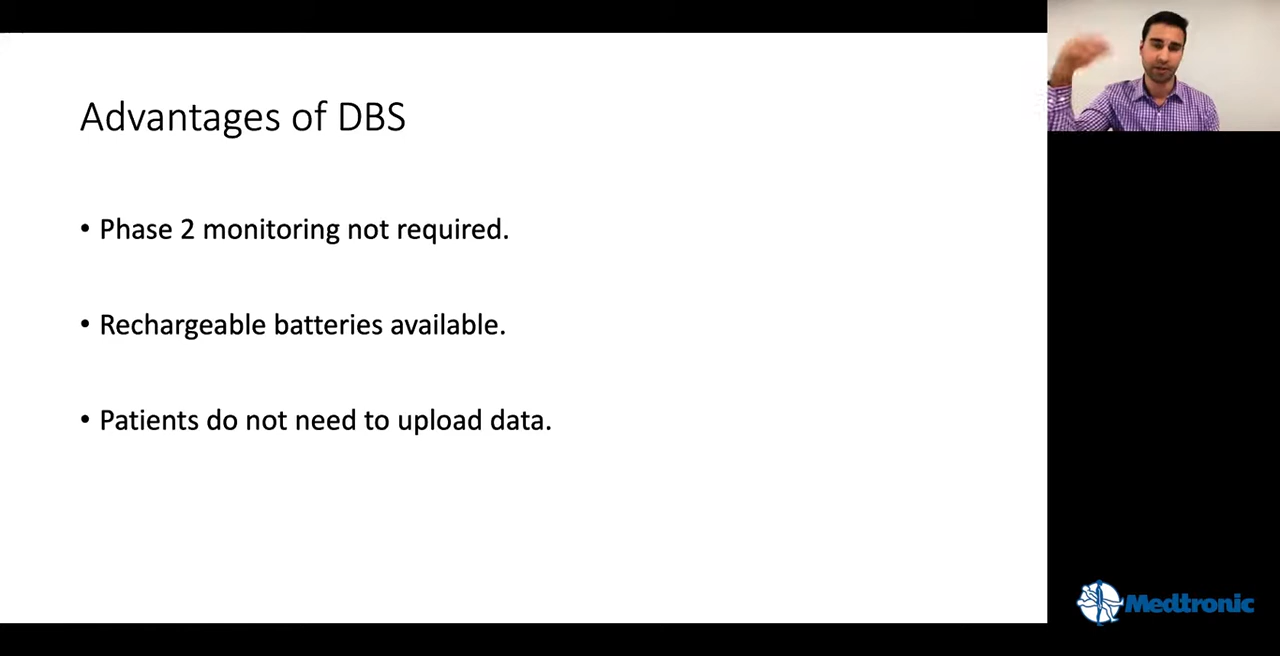 Advantages of DBS
• Phase 2 monitoring not required.
• Rechargeable batteries available.
• Patients do not need to upload data.
Medtronic